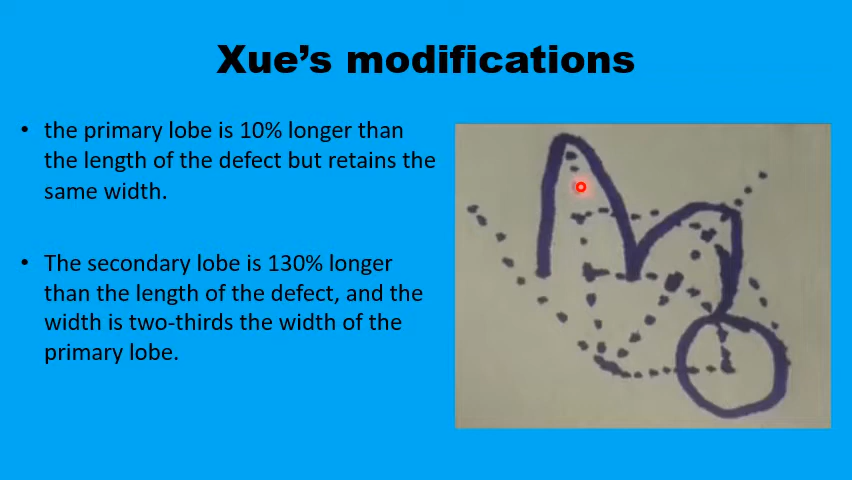 Xue’s modifications
• the primary lobe is 10% longer than
the length of the defect but retains the
same width.
• The secondary lobe is 130% longer
than the length of the defect, and the
width is two-thirds the width of the
primary lobe.